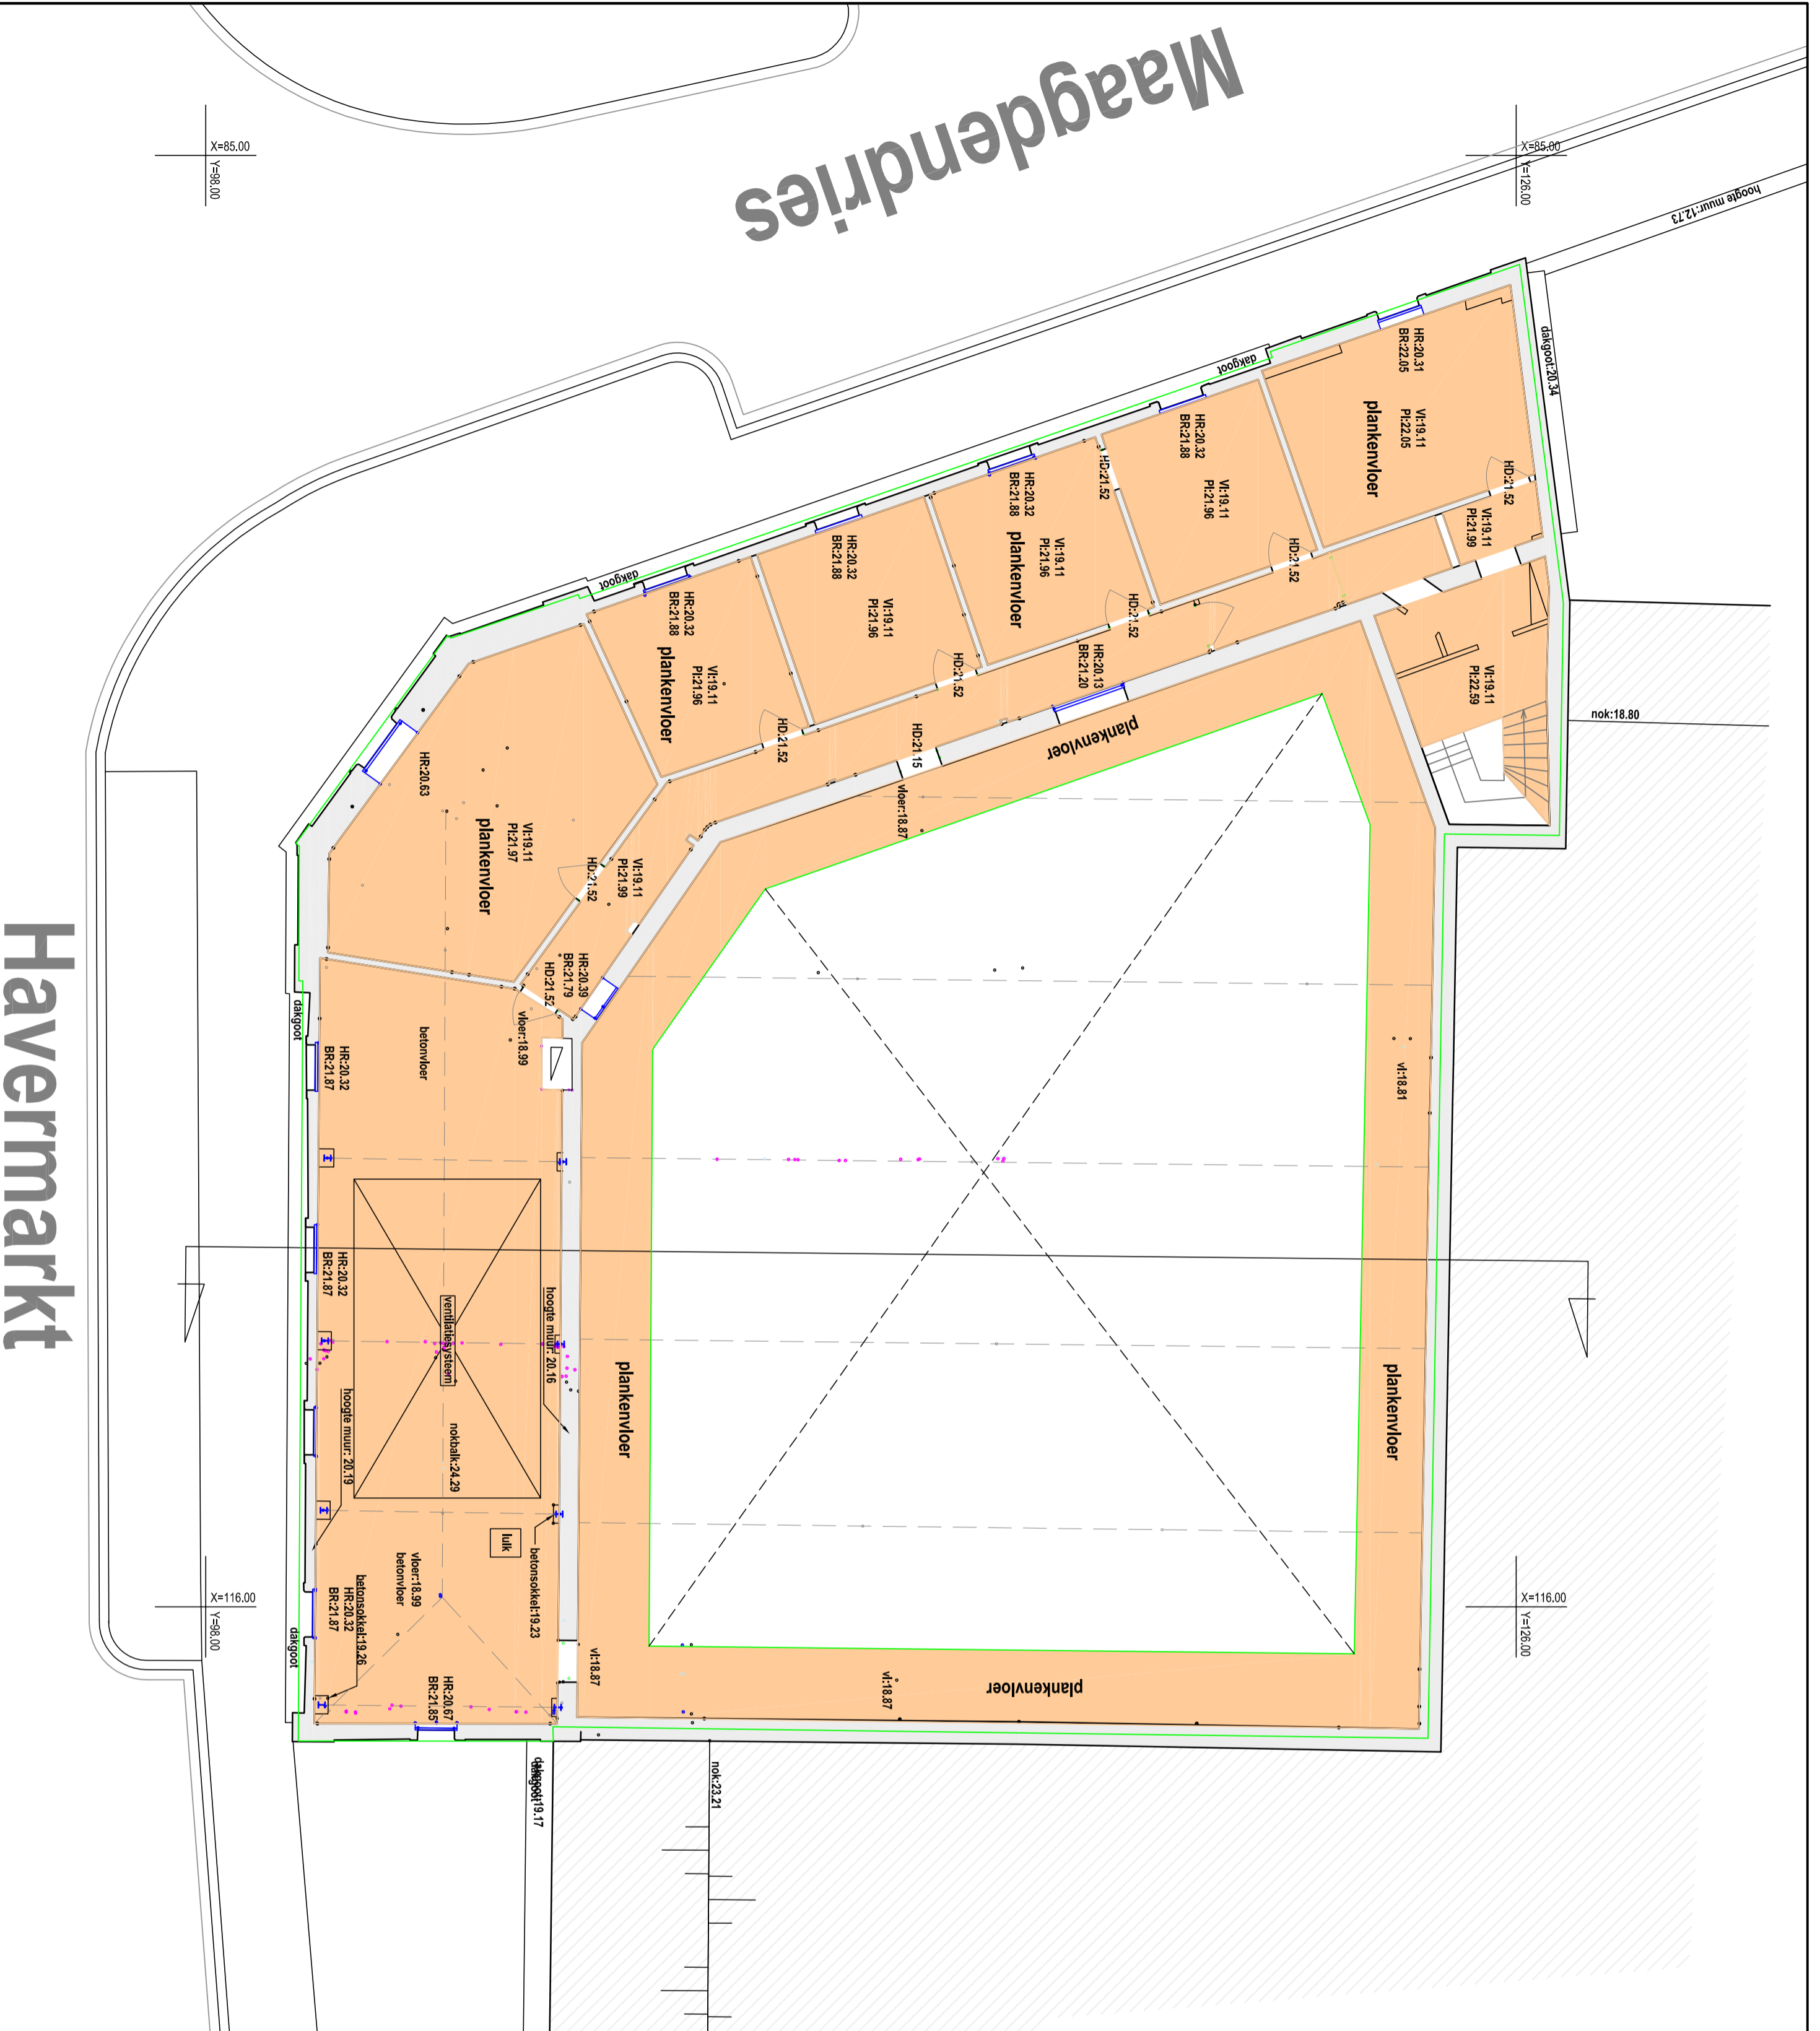 Maagdendries
Havermarkt
X=85.00
Y=98.00
X=85.00
Y=126.00
hoogte muur:12.73
dakgoot:20.34
HR:20.31
BR:22.05
Vl:19.11
Pl:22.05
plankenvloer
HD:21.52
dakgoot
HR:20.32
BR:21.88
Vl:19.11
Pl:21.96
HD:21.52
HD:21.52
Vl:19.11
Pl:21.99
HR:20.32
BR:21.88
Vl:19.11
Pl:21.96
plankenvloer
HD:21.52
Vl:19.11
Pl:22.59
nok:18.80
HR:20.32
BR:21.88
Vl:19.11
Pl:21.96
HD:21.52
HR:20.13
BR:21.20
plankenvloer
dakgoot
HR:20.32
BR:21.88
Vl:19.11
Pl:21.96
plankenvloer
HD:21.52
HD:21.15
vloer:18.87
HR:20.63
Vl:19.11
Pl:21.97
plankenvloer
HD:21.52
Vl:19.11
Pl:21.99
HR:20.39
BR:21.79
HD:21.52
vloer:18.99
betonvloer
dakgoot
HR:20.32
BR:21.87
vl:18.81
HR:20.32
BR:21.87
ventilatiesysteem
hoogte muur: 20.16
hoogte muur: 20.19
nokbalk:24.29
plankenvloer
plankenvloer
luik
betonsokkel:19.23
vloer:18.99
betonvloer
betonsokkel:19.26
HR:20.32
BR:21.87
X=116.00
Y=98.00
X=116.00
Y=126.00
dakgoot
HR:20.67
BR:21.85
vl:18.87
vl:18.87
plankenvloer
dakgoot
dakgoot:19.17
nok:23.21